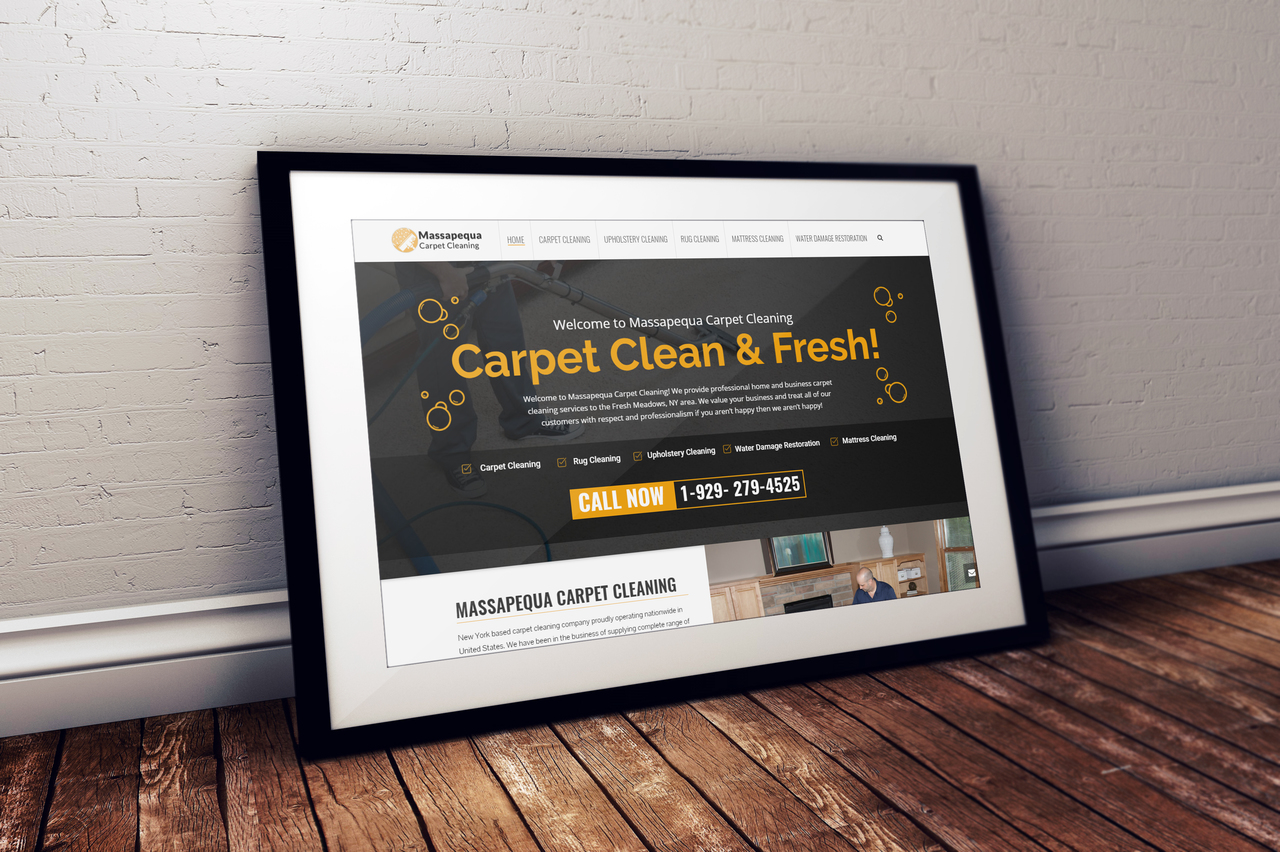 Massapequa
Carpet Cleaning
HOME
CARPET CLEANING
UPHOLSTERY CLEANING
RUG CLEANING
MATTRESS CLEANING
WATER DAMAGE RESTORATION
Welcome to Massapequa Carpet Cleaning
Carpet Clean & Fresh!
Welcome to Massapequa Carpet Cleaning! We provide professional home and business carpet
cleaning services to the Fresh Meadows, NY area. We value your business and treat all of our
customers with respect and professionalism if you aren't happy then we aren't happy!
Carpet Cleaning
Rug Cleaning
Upholstery Cleaning
Water Damage Restoration
Mattress Cleaning
CALL NOW 1-929- 279-4525
MASSAPEQUA CARPET CLEANING
New York based carpet cleaning company proudly operating nationwide in
United States. We have been in the business of supplying complete range of